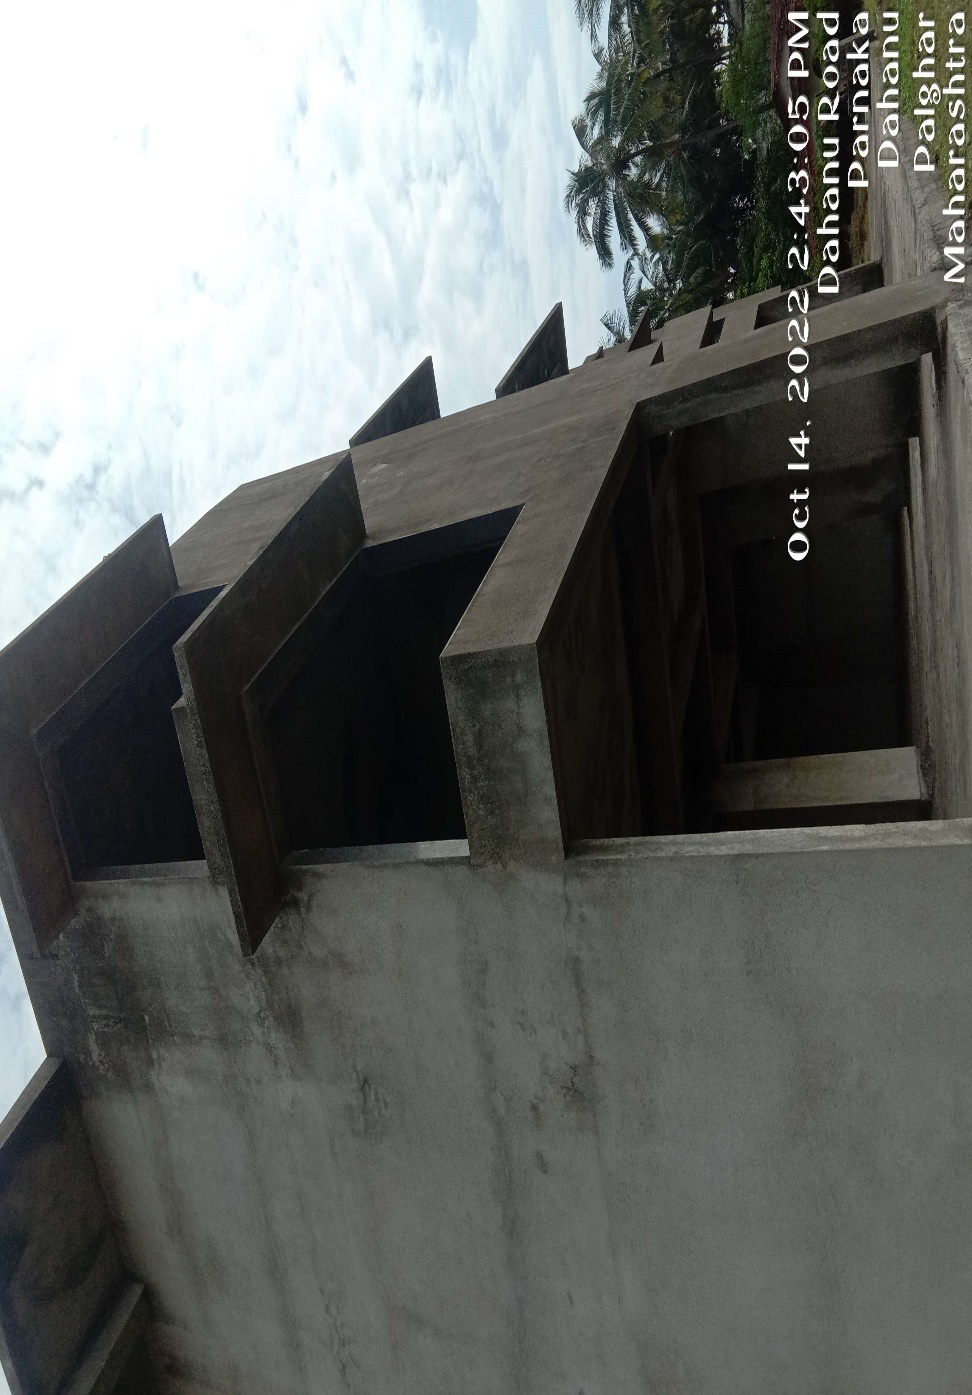 Oct 14, 2022 2:43:05 PM
Dahanu Road
Parnaka
Dahanu
Palghar
Maharashtra